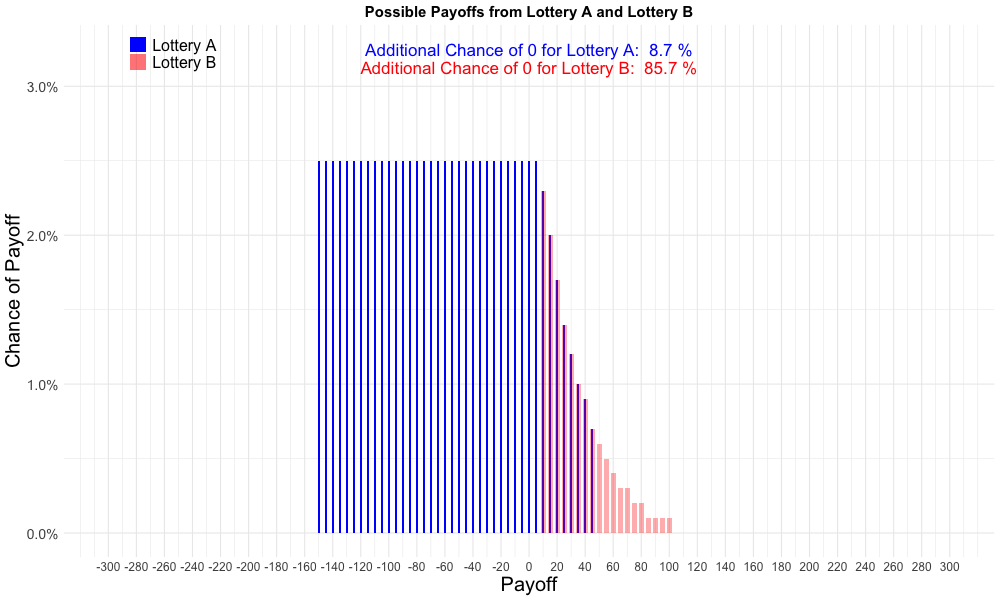 Possible Payoffs from Lottery A and Lottery B
Lottery A
Lottery B
Additional Chance of 0 for Lottery A:  8.7 %
Additional Chance of 0 for Lottery B:  85.7 %
3.0%
2.0%
1.0%
0.0%
Chance of Payoff
-300 -280 -260 -240 -220 -200 -180 -160 -140 -120 -100 -80 -60 -40 -20 0 20 40 60 80 100 120 140 160 180 200 220 240 260 280 300
Payoff